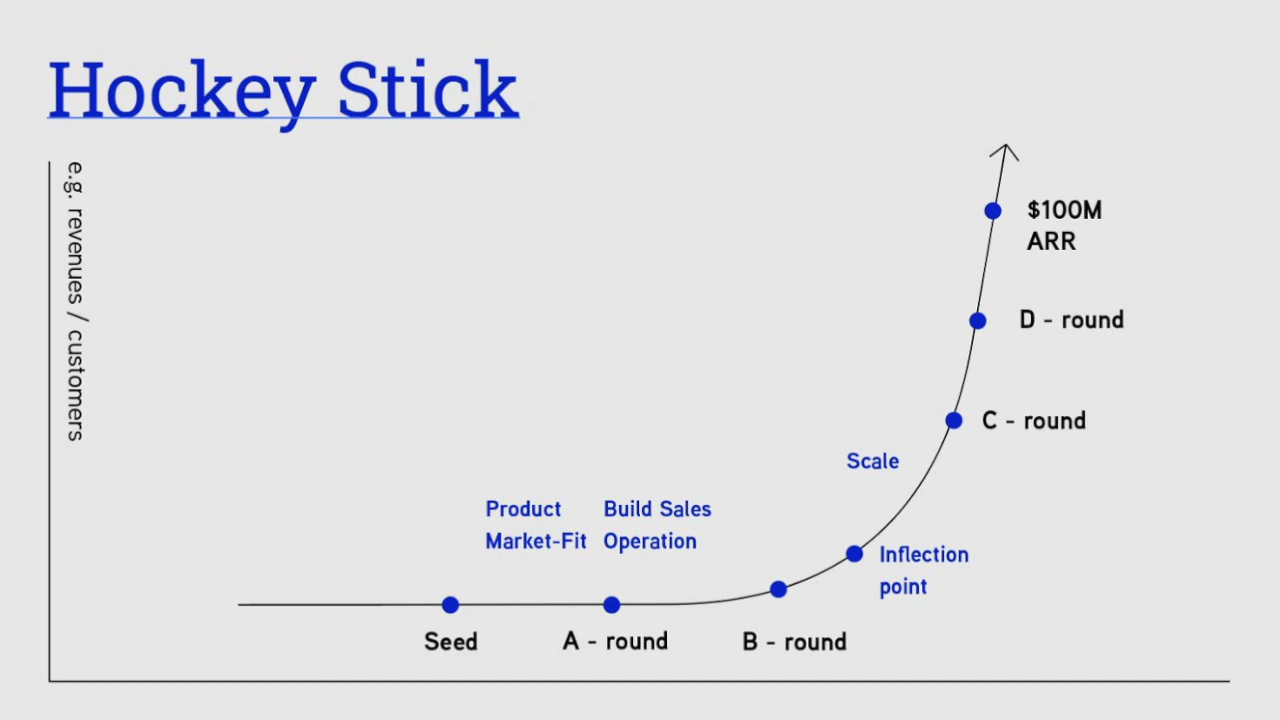 Hockey Stick
e.g. revenues / customers
$100M
ARR
D - round
C - round
Scale
Product
Market-Fit
Build Sales
Operation
Inflection
point
Seed
A - round
B - round